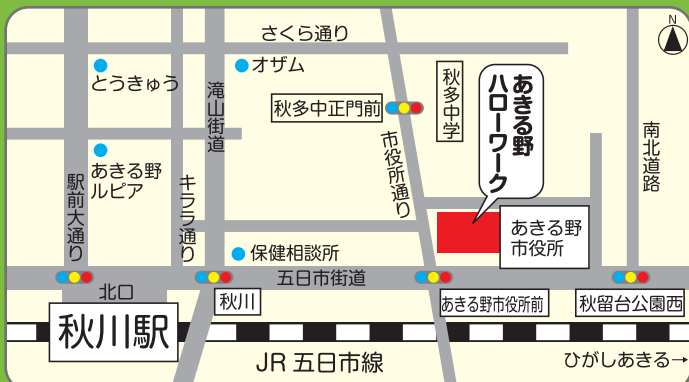 さくら通り
N
とうきゅう
オザム
滝山街道
秋多中正門前
秋多中学
あきる野
ハローワーク
南北道路
あきる野
ルピア
駅前大通り
キララ通り
市役所通り
保健相談所
あきる野
市役所
五日市街道
北口
秋川
あきる野市役所前
秋留台公園西
秋川駅
JR 五日市線
ひがしあきる→